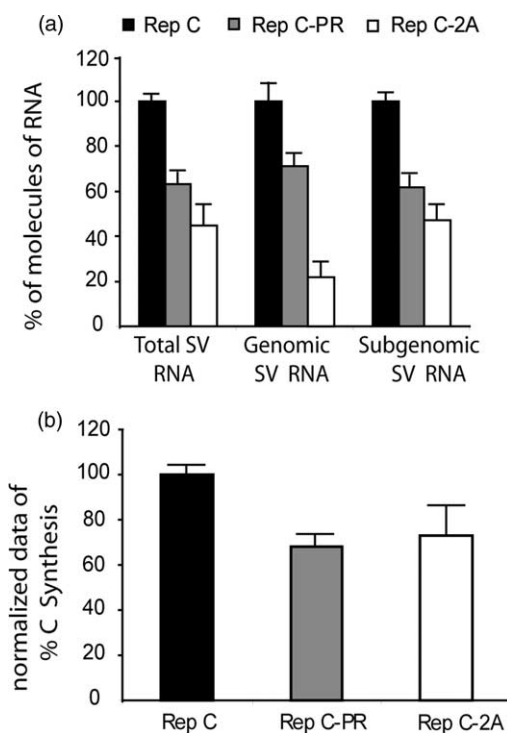 (a)
Rep C Rep C-PR Rep C-2A
% of molecules of RNA
120
100
80
60
40
20
0
Total SV RNA
Genomic SV RNA
Subgenomic SV RNA
(b)
normalized data of
% C Synthesis
120
100
80
60
40
20
0
Rep C Rep C-PR Rep C-2A